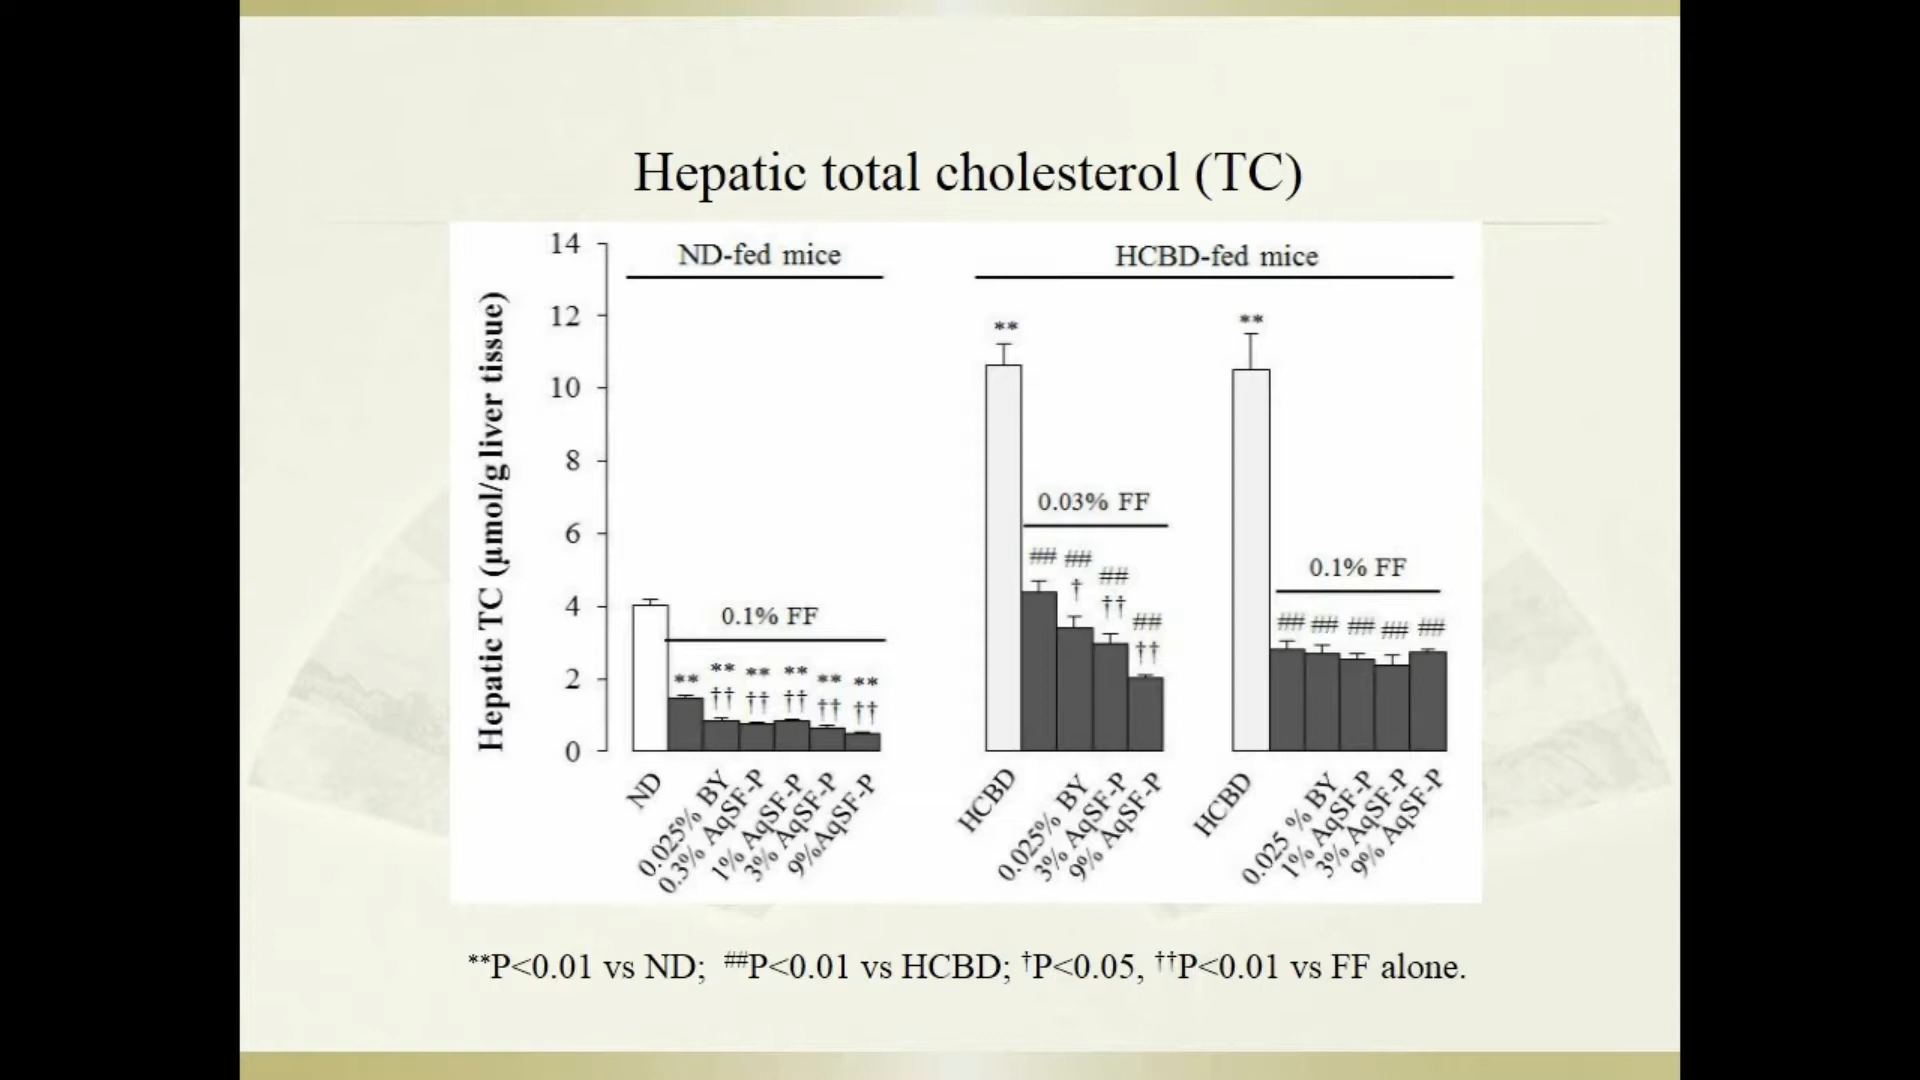 Hepatic total cholesterol (TC)
Hepatic TC (µmol/g liver tissue)
14
12
10
8
6
4
2
0
ND-fed mice
HCBD-fed mice
0.1% FF
** ** ** ** ** **
†† †† †† †† ††
**
0.03% FF
## ## ## ##
† †† ††
**
0.1% FF
## ## ## ## ##
ND
0.025% BY
0.3% AqSF-P
1% AqSF-P
3% AqSF-P
9%AqSF-P
HCBD
0.025% BY
3% AqSF-P
9% AqSF-P
HCBD
0.025 % BY
1% AqSF-P
3% AqSF-P
9% AqSF-P
**P<0.01 vs ND; ##P<0.01 vs HCBD; †P<0.05, ††P<0.01 vs FF alone.